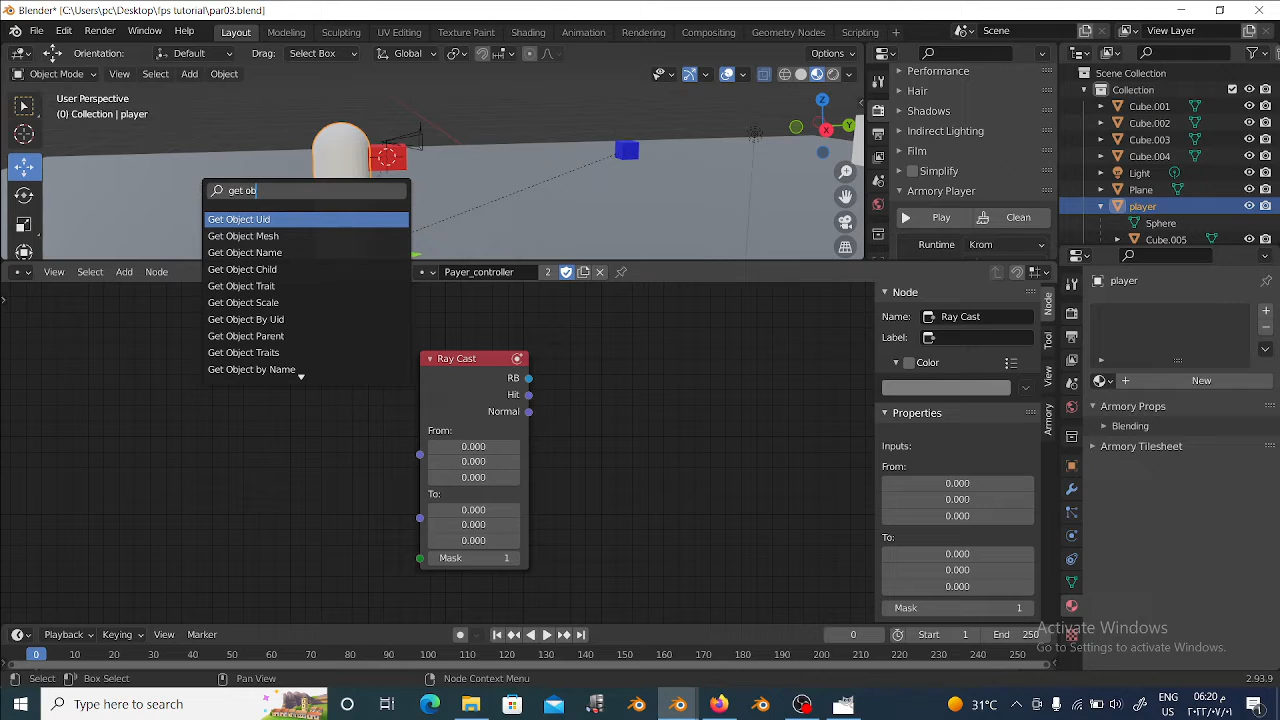 Blender* [C:\Users\pc\Desktop\fps tutorial\par03.blend]
File Edit Render Window Help Layout Modeling Sculpting UV Editing Texture Paint Shading Animation Rendering Compositing Geometry Nodes Scripting + Scene View Layer
Orientation: Default Drag: Select Box Global Options
Object Mode View Select Add Object
User Perspective
(0) Collection | player
Z
Y
X
get ob
Get Object Uid
Get Object Mesh
Get Object Name
Get Object Child
Get Object Trait
Get Object Scale
Get Object By Uid
Get Object Parent
Get Object Traits
Get Object by Name
Performance
Hair
Shadows
Indirect Lighting
Film
Simplify
Armory Player
Play Clean
Runtime Krom
Scene Collection
Collection
Cube.001
Cube.002
Cube.003
Cube.004
Light
Plane
player
Sphere
Cube.005
View Select Add Node Payer_controller 2
Ray Cast
RB
Hit
Normal
From:
0.000
0.000
0.000
To:
0.000
0.000
0.000
Mask 1
Node
Name: Ray Cast
Label:
Color
Properties
Inputs:
From:
0.000
0.000
0.000
To:
0.000
0.000
0.000
Mask 1
Node
Tool
View
Armory
player
New
Armory Props
Blending
Armory Tilesheet
Activate Windows
Go to Settings to activate Windows.
Playback Keying View Marker 0 Start 1 End 250
0 10 20 30 40 50 60 70 80 90 100 110 120 130 140 150 160 170 180 190 200 210 220 230 240 250
Select Box Select Pan View Node Context Menu 2.93.9
Type here to search 31°C ENG 06:20 م
US